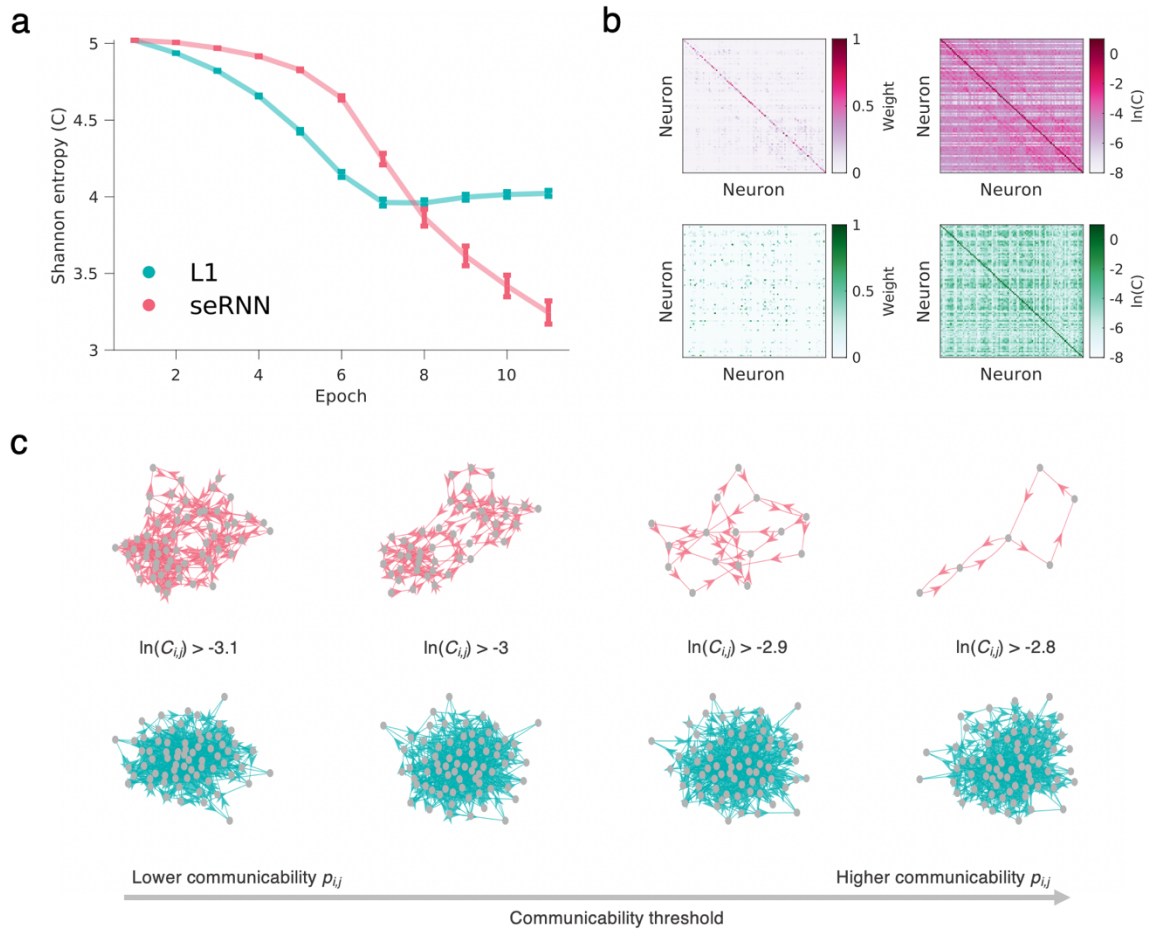 a
5
4.5
4
3.5
3
Shannon entropy (C)
L1
seRNN
2
4
6
8
10
Epoch
b
Neuron
Neuron
1
0.5
0
Weight
Neuron
Neuron
0
-2
-4
-6
-8
ln(C)
Neuron
Neuron
1
0.5
0
Weight
Neuron
Neuron
0
-2
-4
-6
-8
ln(C)
c
ln(Ci,j) > -3.1
ln(Ci,j) > -3
ln(Ci,j) > -2.9
ln(Ci,j) > -2.8
Lower communicability pi,j
Higher communicability pi,j
Communicability threshold